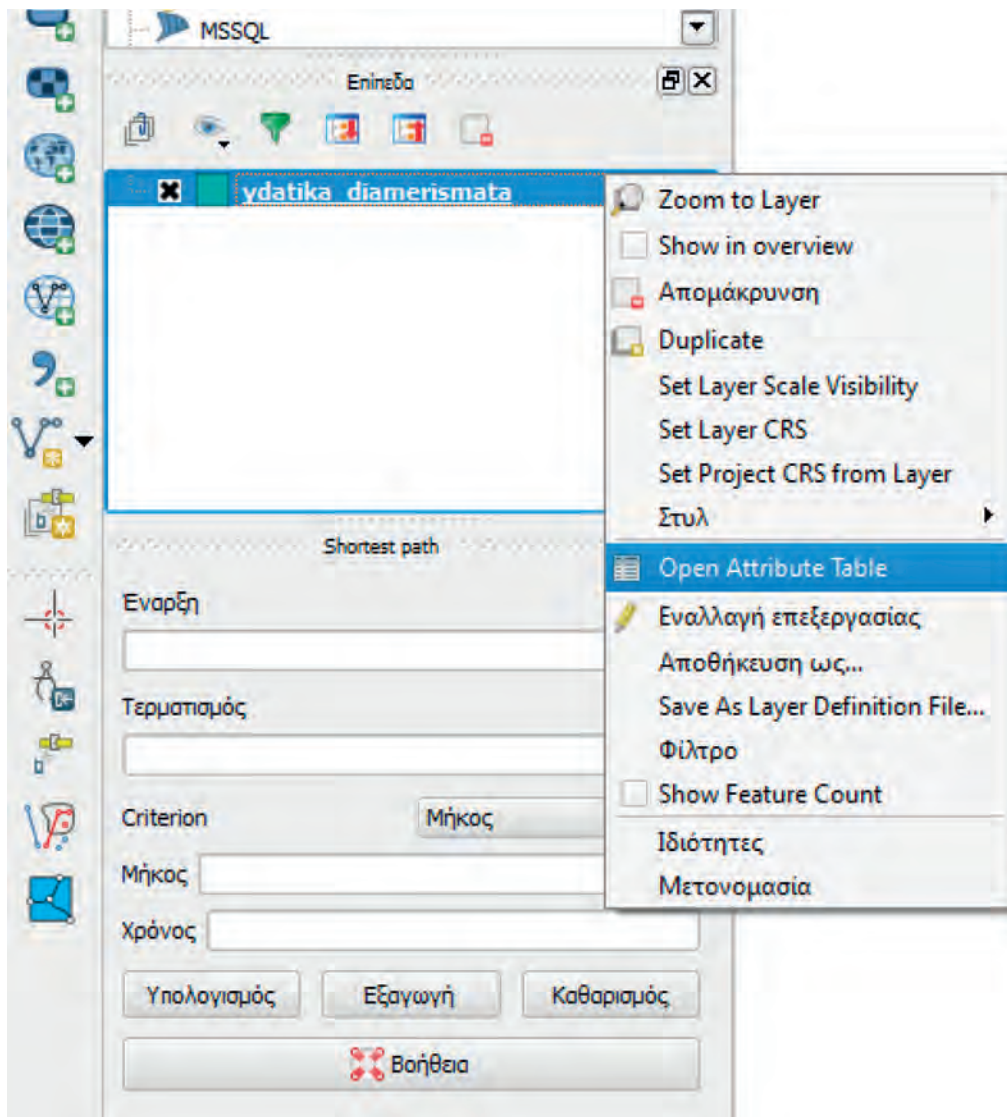 MSSQL
Επίπεδα
ydatika_diamerismata
Zoom to Layer
Show in overview
Απομάκρυνση
Duplicate
Set Layer Scale Visibility
Set Layer CRS
Set Project CRS from Layer
Στυλ
Open Attribute Table
Εναλλαγή επεξεργασίας
Αποθήκευση ως...
Save As Layer Definition File...
Φίλτρο
Show Feature Count
Ιδιότητες
Μετονομασία
Shortest path
Έναρξη
Τερματισμός
Criterion Μήκος
Μήκος
Χρόνος
Υπολογισμός Εξαγωγή Καθαρισμός
Βοήθεια